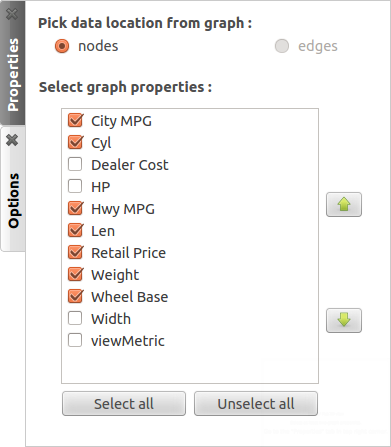 Properties
Options
Pick data location from graph :
nodes
edges
Select graph properties :
City MPG
Cyl
Dealer Cost
HP
Hwy MPG
Len
Retail Price
Weight
Wheel Base
Width
viewMetric
Select all
Unselect all